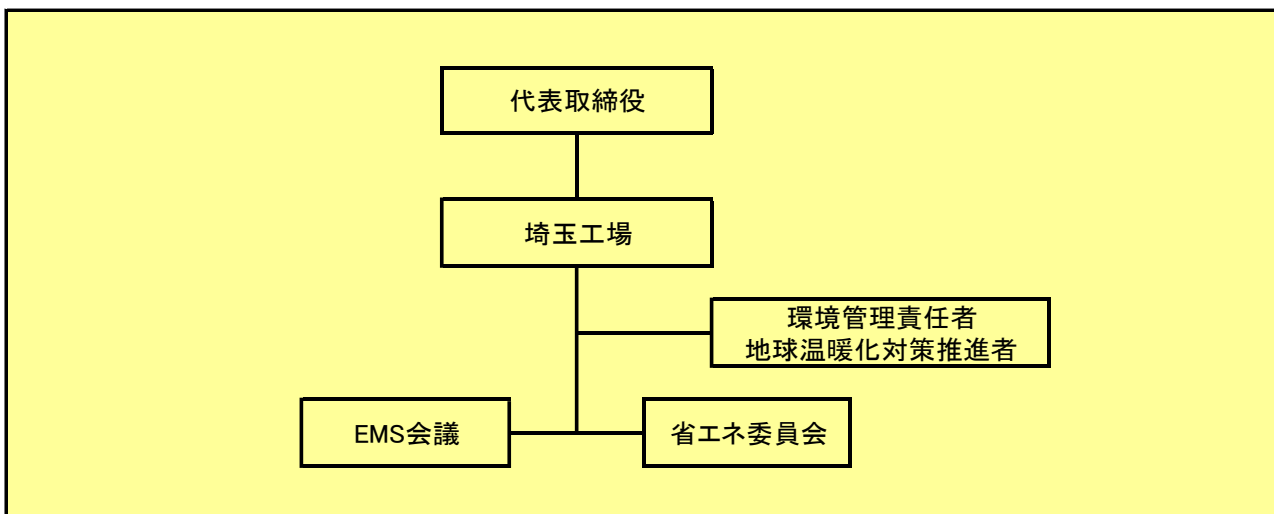 代表取締役
埼玉工場
環境管理責任者
地球温暖化対策推進者
EMS会議
省エネ委員会